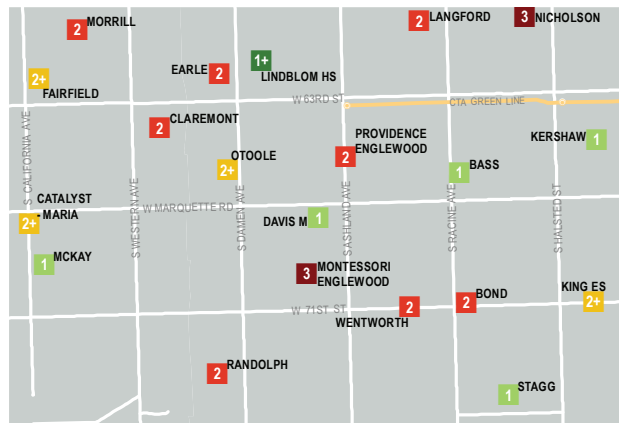 MORRILL
2
LANGFORD
2
3
NICHOLSON
2+
FAIRFIELD
EARLE
2
1+
LINDBLOM HS
W 63RD ST
CTA GREEN LINE
2
CLAREMONT
PROVIDENCE
ENGLEWOOD
2
KERSHAW
1
OTOOLE
2+
BASS
1
S CALIFORNIA AVE
S WESTERN AVE
S DAMEN AVE
S ASHLAND AVE
S RACINE AVE
S HALSTED ST
CATALYST
- MARIA
2+
W MARQUETTE RD
DAVIS M
1
MCKAY
1
3
MONTESSORI
ENGLEWOOD
W 71ST ST
WENTWORTH
2
2
BOND
KING ES
2+
RANDOLPH
2
STAGG
1